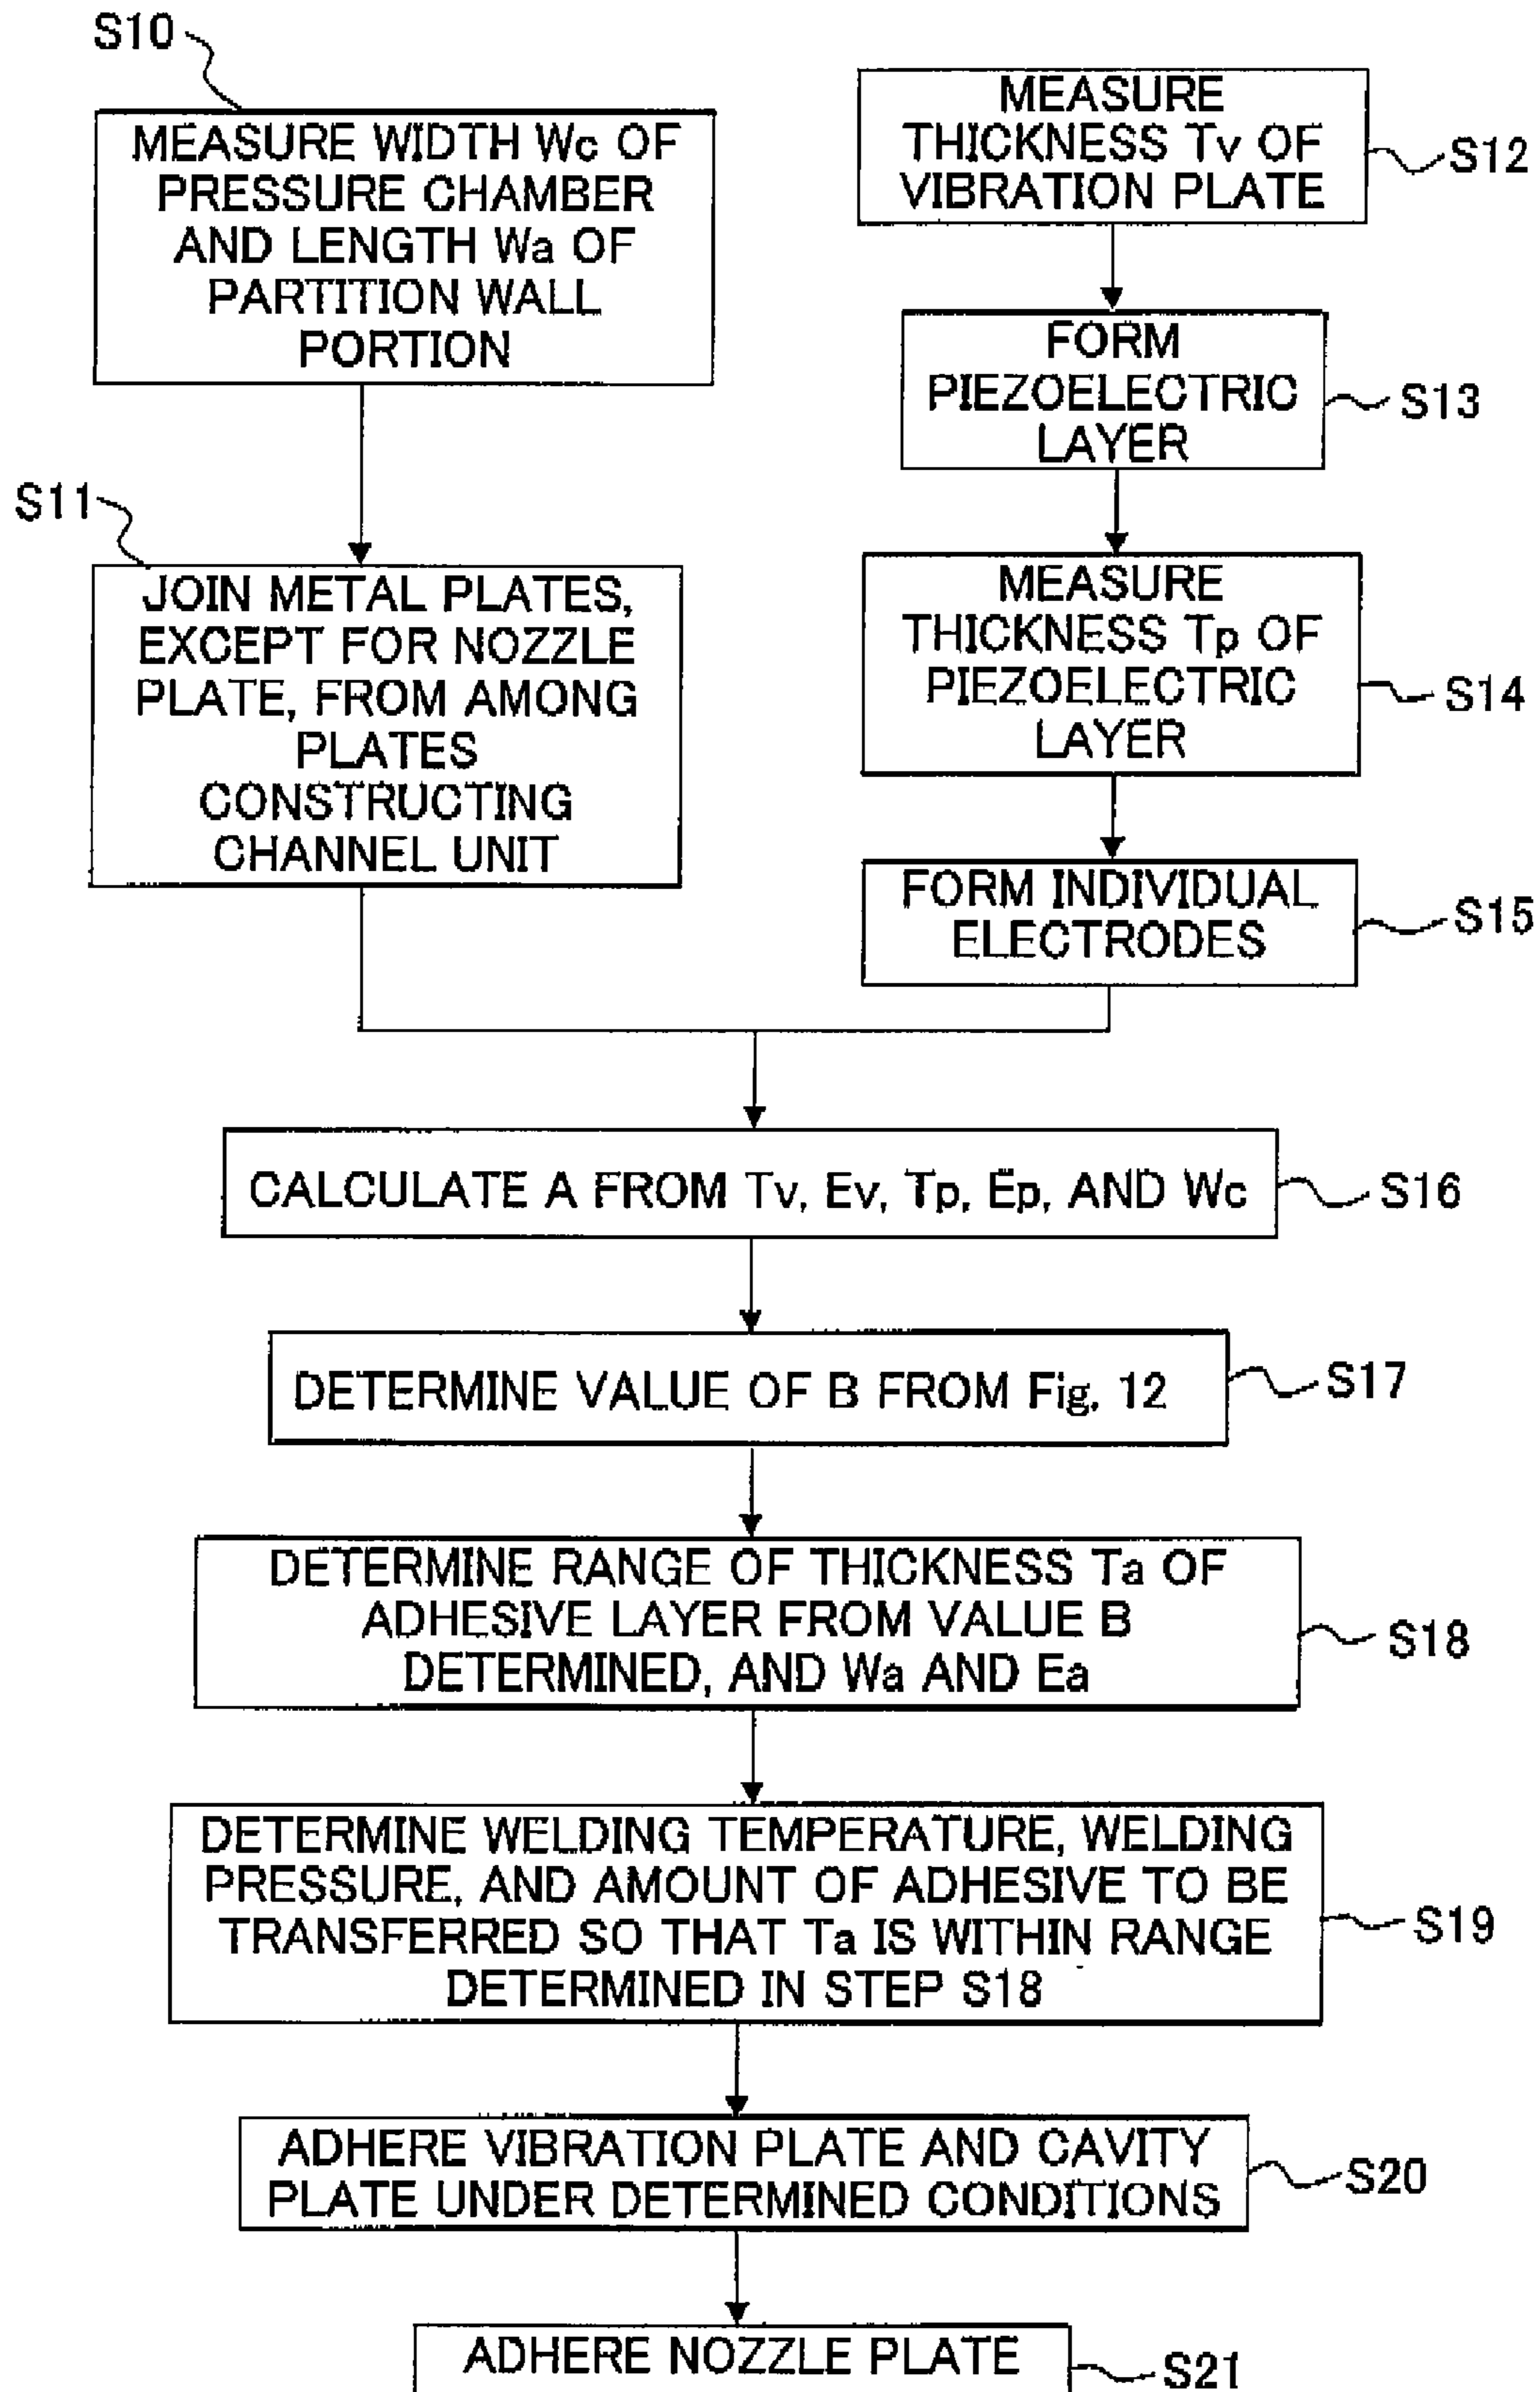 S10
MEASURE WIDTH Wc OF
PRESSURE CHAMBER
AND LENGTH Wa OF
PARTITION WALL
PORTION
S11
JOIN METAL PLATES,
EXCEPT FOR NOZZLE
PLATE, FROM AMONG
PLATES
CONSTRUCTING
CHANNEL UNIT
MEASURE
THICKNESS Tv OF
VIBRATION PLATE
S12
FORM
PIEZOELECTRIC
LAYER
S13
MEASURE
THICKNESS Tp OF
PIEZOELECTRIC
LAYER
S14
FORM INDIVIDUAL
ELECTRODES
S15
CALCULATE A FROM Tv, Ev, Tp, Ep, AND Wc
S16
DETERMINE VALUE OF B FROM Fig. 12
S17
DETERMINE RANGE OF THICKNESS Ta OF
ADHESIVE LAYER FROM VALUE B
DETERMINED, AND Wa AND Ea
S18
DETERMINE WELDING TEMPERATURE, WELDING
PRESSURE, AND AMOUNT OF ADHESIVE TO BE
TRANSFERRED SO THAT Ta IS WITHIN RANGE
DETERMINED IN STEP S18
S19
ADHERE VIBRATION PLATE AND CAVITY
PLATE UNDER DETERMINED CONDITIONS
S20
ADHERE NOZZLE PLATE
S21